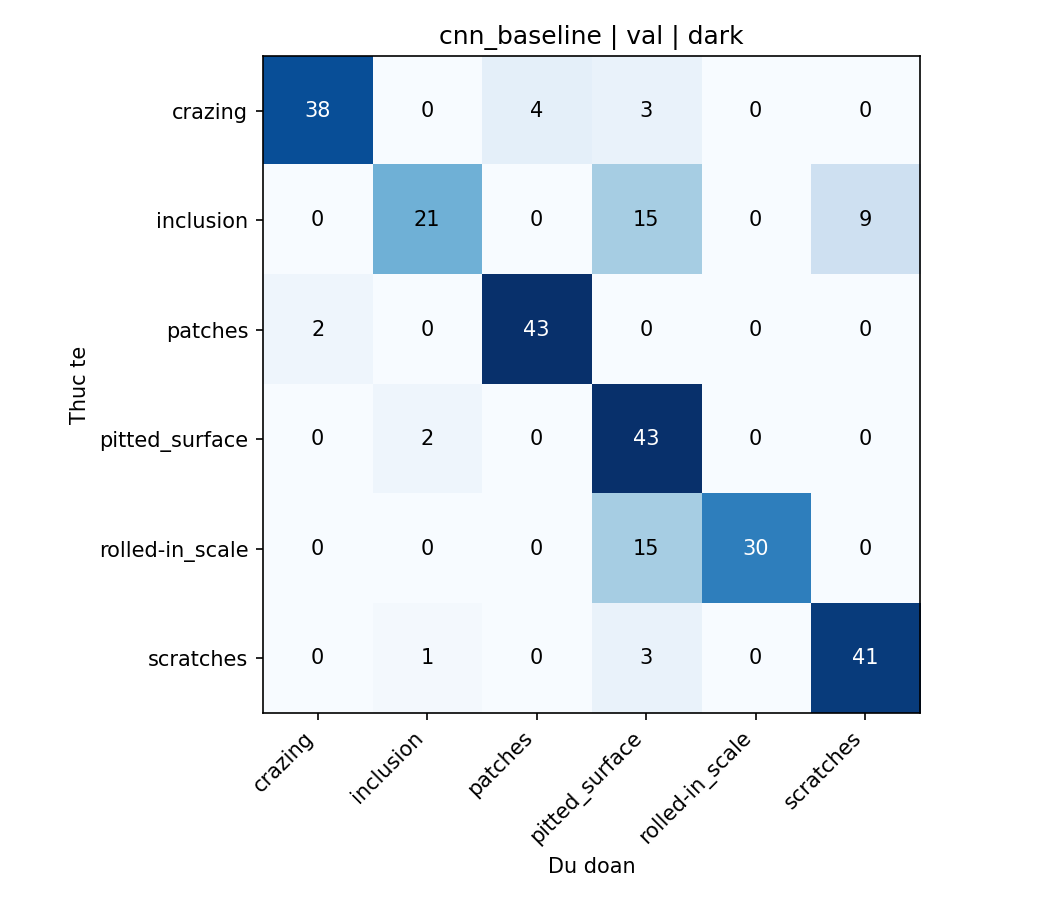 cnn_baseline | val | dark
crazing 38 0 4 3 0 0
inclusion 0 21 0 15 0 9
patches 2 0 43 0 0 0
Thuc te
pitted_surface 0 2 0 43 0 0
rolled-in_scale 0 0 0 15 30 0
scratches 0 1 0 3 0 41
crazing inclusion patches pitted_surface rolled-in_scale scratches
Du doan